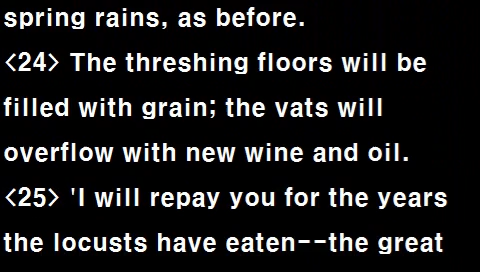 spring rains, as before.
<24> The threshing floors will be
filled with grain; the vats will
overflow with new wine and oil.
<25> 'I will repay you for the years
the locusts have eaten--the great